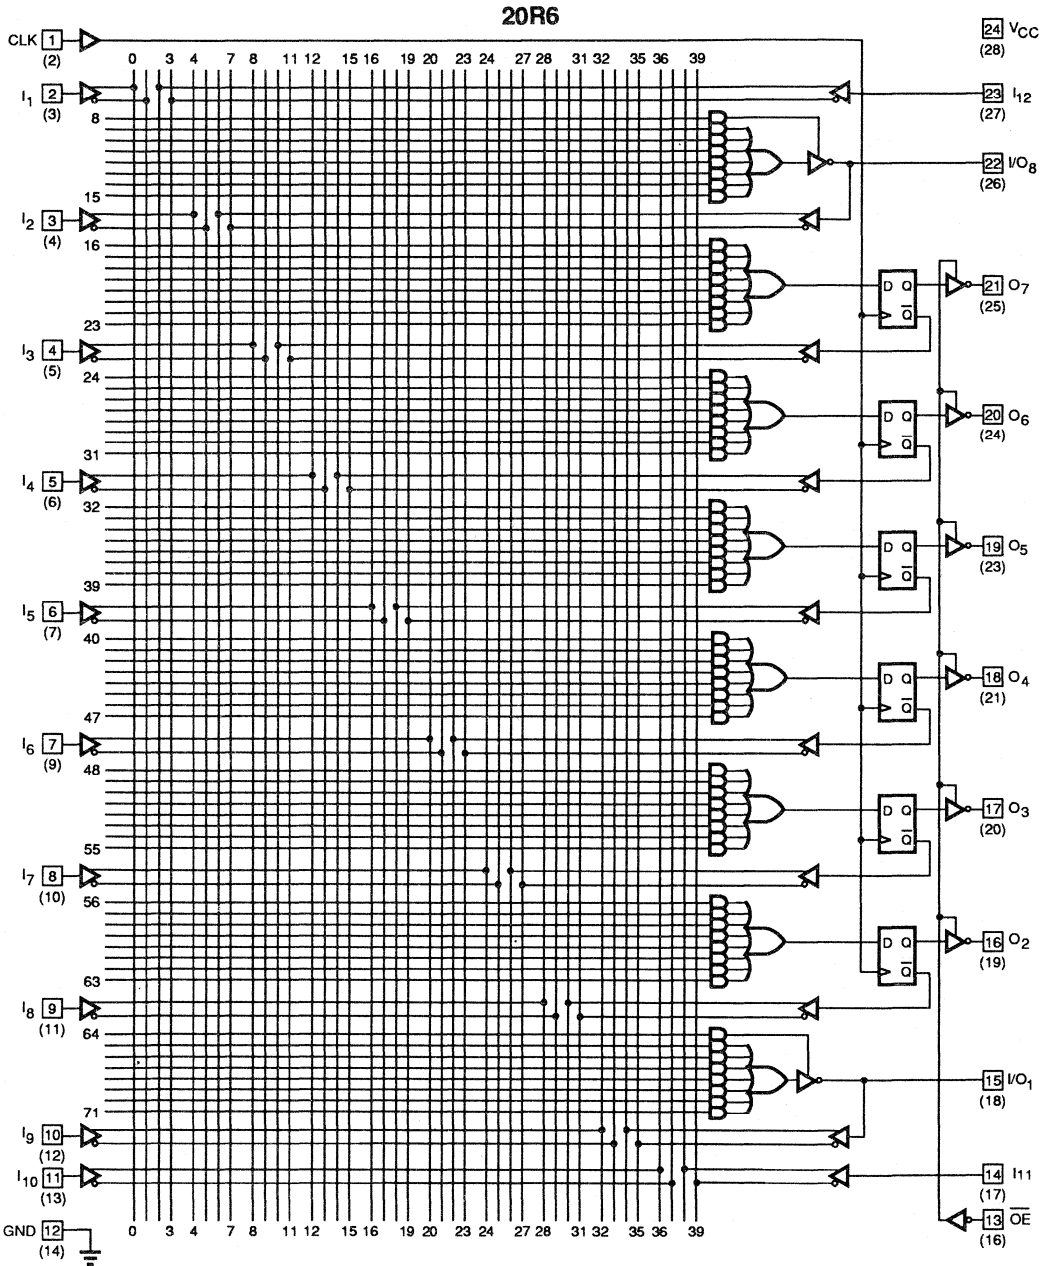 20R6
CLK 1 (2)
24 VCC (28)
0 3 4 7 8 11 12 15 16 19 20 23 24 27 28 31 32 35 36 39
I1 2 (3)
23 I12 (27)
8
22 I/O8 (26)
15
I2 3 (4)
16
D Q
21 O7 (25)
Q
23
I3 4 (5)
24
D Q
20 O6 (24)
Q
31
I4 5 (6)
32
D Q
19 O5 (23)
Q
39
I5 6 (7)
40
D Q
18 O4 (21)
Q
47
I6 7 (9)
48
D Q
17 O3 (20)
Q
55
I7 8 (10)
56
D Q
16 O2 (19)
Q
63
I8 9 (11)
64
15 I/O1 (18)
71
I9 10 (12)
I10 11 (13)
14 I11 (17)
GND 12 (14)
0 3 4 7 8 11 12 15 16 19 20 23 24 27 28 31 32 35 36 39
13 OE (16)